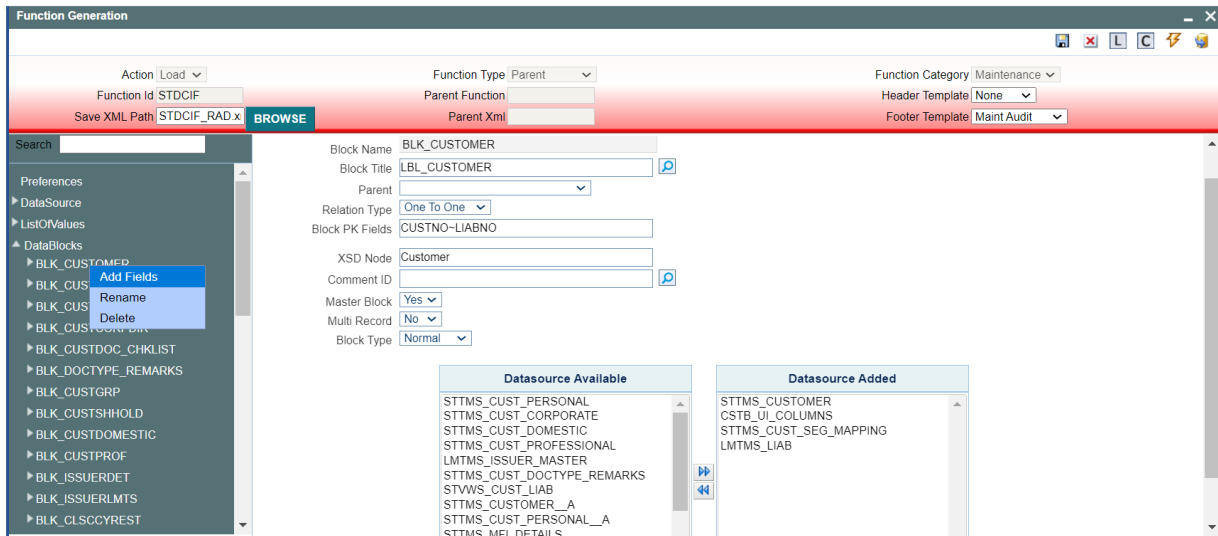 Function Generation
L C
Action Load
Function Type Parent
Function Category Maintenance
Function Id STDCIF
Parent Function
Header Template None
Save XML Path STDCIF_RAD.x BROWSE
Parent Xml
Footer Template Maint Audit
Search
Preferences
DataSource
ListOfValues
DataBlocks
BLK_CUSTOMER
BLK_CUS
BLK_CUS
BLK_CUSTDOC_CHKLIST
BLK_DOCTYPE_REMARKS
BLK_CUSTGRP
BLK_CUSTSHHOLD
BLK_CUSTDOMESTIC
BLK_CUSTPROF
BLK_ISSUERDET
BLK_ISSUERLMTS
BLK_CLSCCYREST
Add Fields
Rename
Delete
Block Name BLK_CUSTOMER
Block Title LBL_CUSTOMER
Parent
Relation Type One To One
Block PK Fields CUSTNO~LIABNO
XSD Node Customer
Comment ID
Master Block Yes
Multi Record No
Block Type Normal
Datasource Available
STTMS_CUST_PERSONAL
STTMS_CUST_CORPORATE
STTMS_CUST_DOMESTIC
STTMS_CUST_PROFESSIONAL
LMTMS_ISSUER_MASTER
STTMS_CUST_DOCTYPE_REMARKS
STVWS_CUST_LIAB
STTMS_CUSTOMER__A
STTMS_CUST_PERSONAL__A
STTMS_MFI_DETAILS
Datasource Added
STTMS_CUSTOMER
CSTB_UI_COLUMNS
STTMS_CUST_SEG_MAPPING
LMTMS_LIAB